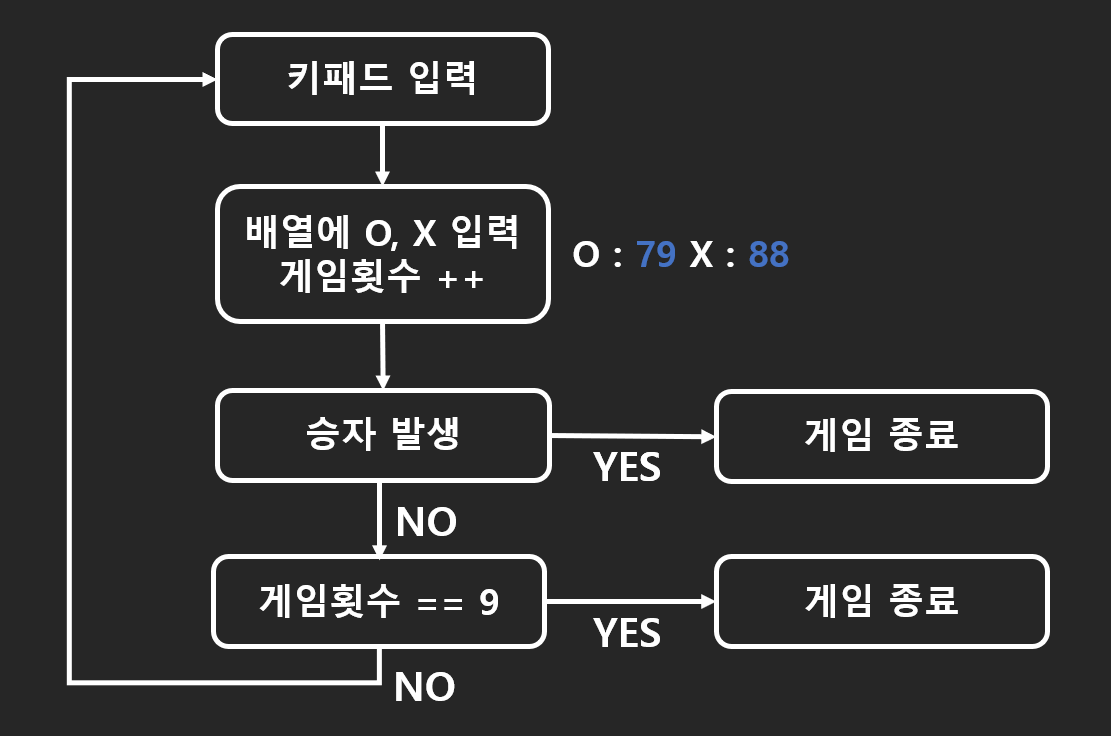 키패드 입력
배열에 O, X 입력
게임횟수 ++
O : 79 X : 88
승자 발생
게임 종료
YES
NO
게임횟수 == 9
게임 종료
YES
NO